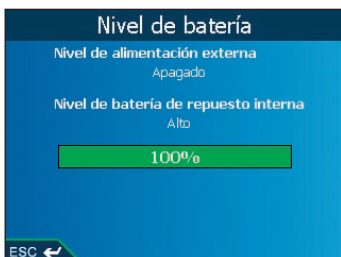 Nivel de batería
Nivel de alimentación externa
Apagado
Nivel de batería de repuesto interna
Alto
100%
ESC